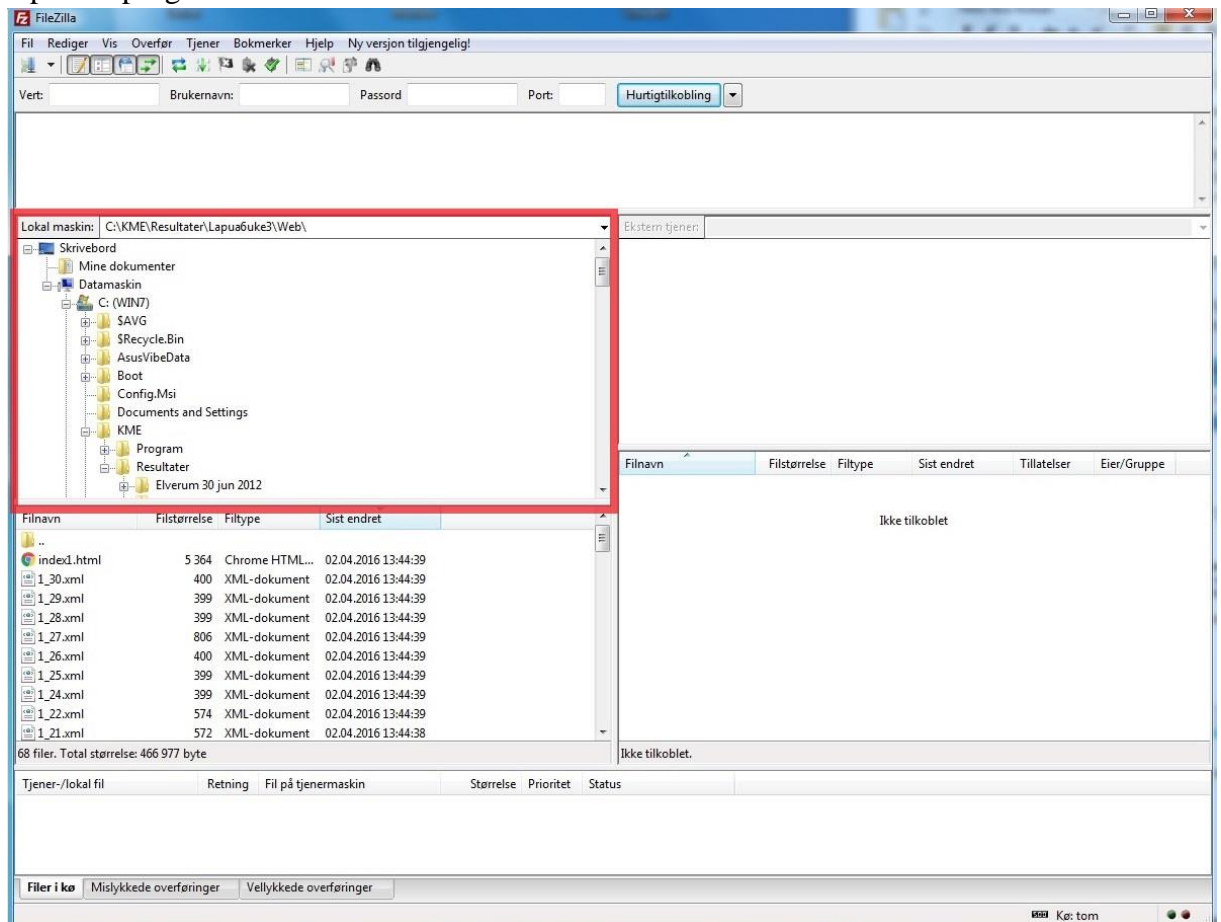 FileZilla
Fil Rediger Vis Overfør Tjener Bokmerker Hjelp Ny versjon tilgjengelig!
Vert: Brukernavn: Passord Port: Hurtigtilkobling
Lokal maskin: C:\KME\Resultater\Lapua6uke3\Web\ Ekstern tjener:
Skrivebord
Mine dokumenter
Datamaskin
C: (WIN7)
$AVG
$Recycle.Bin
AsusVibeData
Boot
Config.Msi
Documents and Settings
KME
Program
Resultater
Elverum 30 jun 2012
Filnavn Filstørrelse Filtype Sist endret Tillatelser Eier/Gruppe
Ikke tilkoblet
Filnavn Filstørrelse Filtype Sist endret
..
index1.html 5 364 Chrome HTML... 02.04.2016 13:44:39
1_30.xml 400 XML-dokument 02.04.2016 13:44:39
1_29.xml 399 XML-dokument 02.04.2016 13:44:39
1_28.xml 399 XML-dokument 02.04.2016 13:44:39
1_27.xml 806 XML-dokument 02.04.2016 13:44:39
1_26.xml 400 XML-dokument 02.04.2016 13:44:39
1_25.xml 399 XML-dokument 02.04.2016 13:44:39
1_24.xml 399 XML-dokument 02.04.2016 13:44:39
1_22.xml 574 XML-dokument 02.04.2016 13:44:39
1_21.xml 572 XML-dokument 02.04.2016 13:44:38
68 filer. Total størrelse: 466 977 byte Ikke tilkoblet.
Tjener-/lokal fil Retning Fil på tjenermaskin Størrelse Prioritet Status
Filer i kø Mislykkede overføringer Vellykkede overføringer
Kø: tom